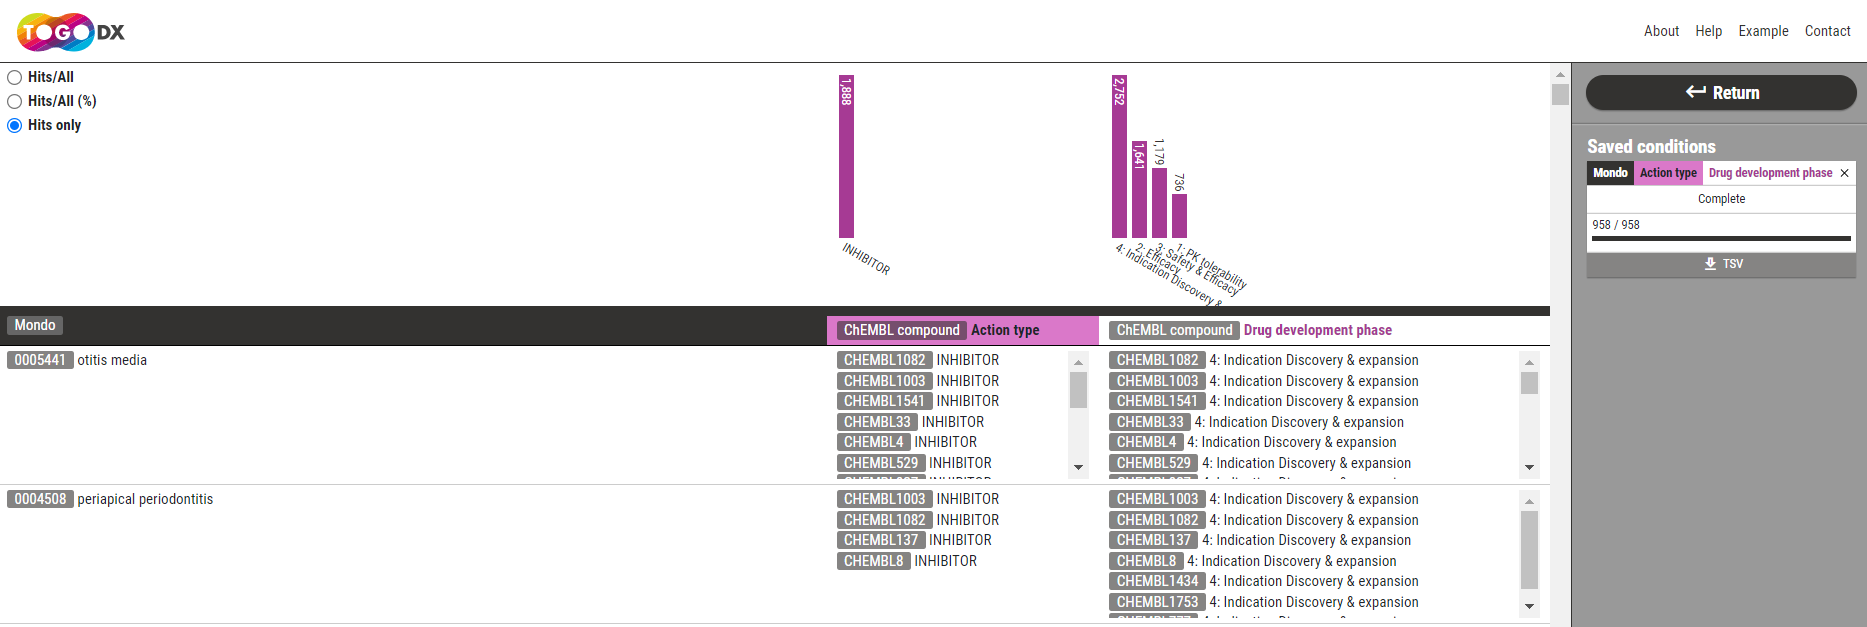 TOGO DX
About Help Example Contact
Hits/All
Hits/All (%)
Hits only
1,888
INHIBITOR
2,752
1,641
1,179
736
4: Indication Discovery &
2: Efficacy
3: Safety & Efficacy
1: PK tolerability
Return
Saved conditions
Mondo Action type Drug development phase ×
Complete
958 / 958
TSV
Mondo
ChEMBL compound Action type
ChEMBL compound Drug development phase
0005441 otitis media
CHEMBL1082 INHIBITOR
CHEMBL1003 INHIBITOR
CHEMBL1541 INHIBITOR
CHEMBL33 INHIBITOR
CHEMBL4 INHIBITOR
CHEMBL529 INHIBITOR
CHEMBL1082 4: Indication Discovery & expansion
CHEMBL1003 4: Indication Discovery & expansion
CHEMBL1541 4: Indication Discovery & expansion
CHEMBL33 4: Indication Discovery & expansion
CHEMBL4 4: Indication Discovery & expansion
CHEMBL529 4: Indication Discovery & expansion
0004508 periapical periodontitis
CHEMBL1003 INHIBITOR
CHEMBL1082 INHIBITOR
CHEMBL137 INHIBITOR
CHEMBL8 INHIBITOR
CHEMBL1003 4: Indication Discovery & expansion
CHEMBL1082 4: Indication Discovery & expansion
CHEMBL137 4: Indication Discovery & expansion
CHEMBL8 4: Indication Discovery & expansion
CHEMBL1434 4: Indication Discovery & expansion
CHEMBL1753 4: Indication Discovery & expansion